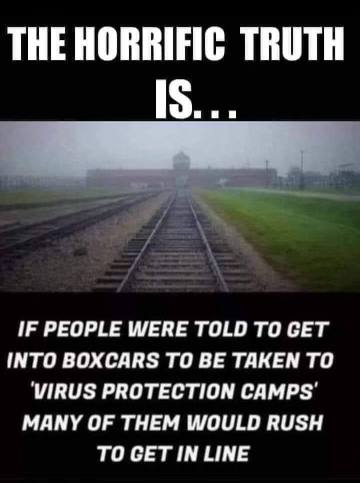 THE HORRIFIC TRUTH
IS...
IF PEOPLE WERE TOLD TO GET
INTO BOXCARS TO BE TAKEN TO
'VIRUS PROTECTION CAMPS'
MANY OF THEM WOULD RUSH
TO GET IN LINE